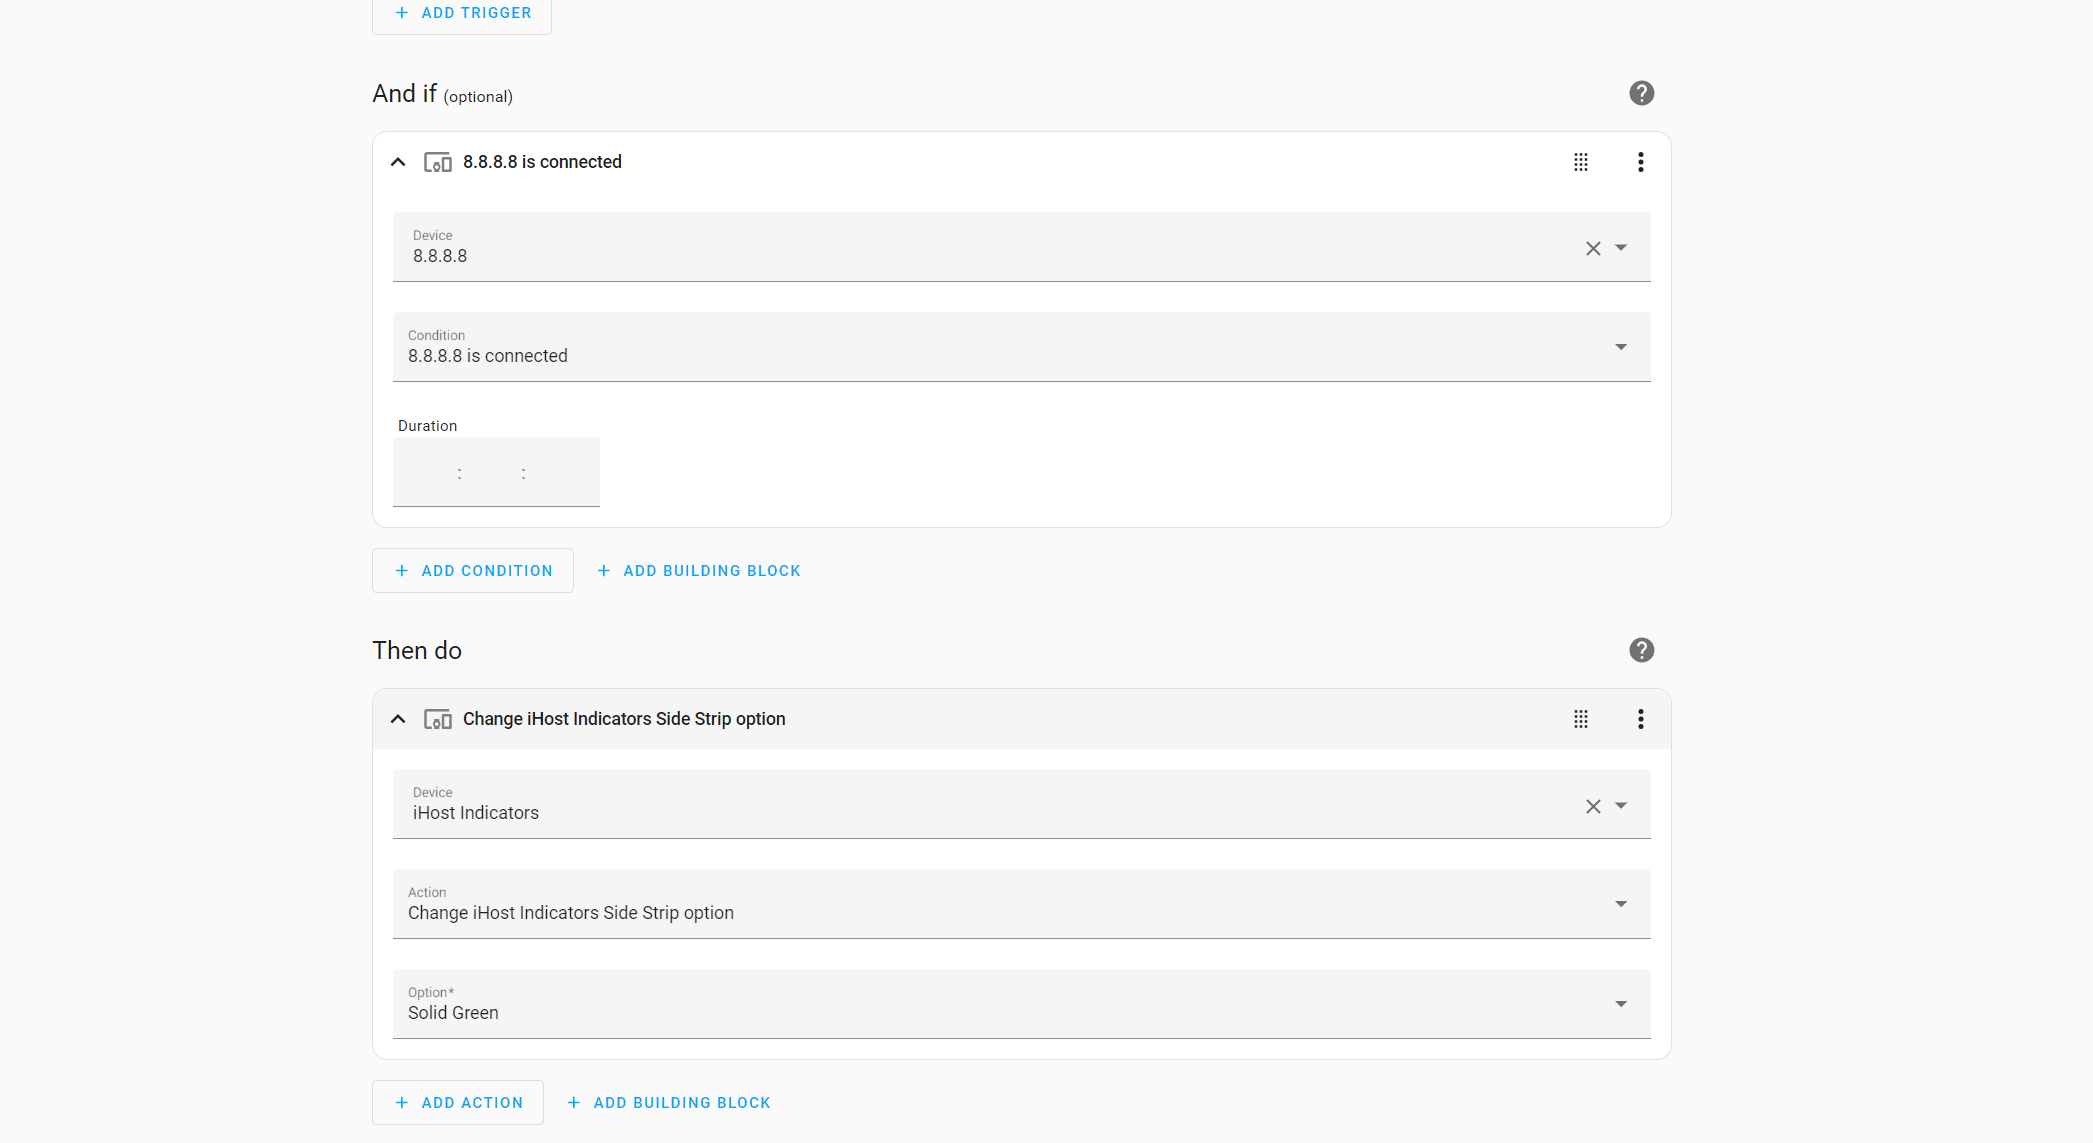 ADD TRIGGER
And if (optional)
8.8.8.8 is connected
Device
8.8.8.8
Condition
8.8.8.8 is connected
Duration
: :
ADD CONDITION ADD BUILDING BLOCK
Then do
Change iHost Indicators Side Strip option
Device
iHost Indicators
Action
Change iHost Indicators Side Strip option
Option*
Solid Green
ADD ACTION ADD BUILDING BLOCK